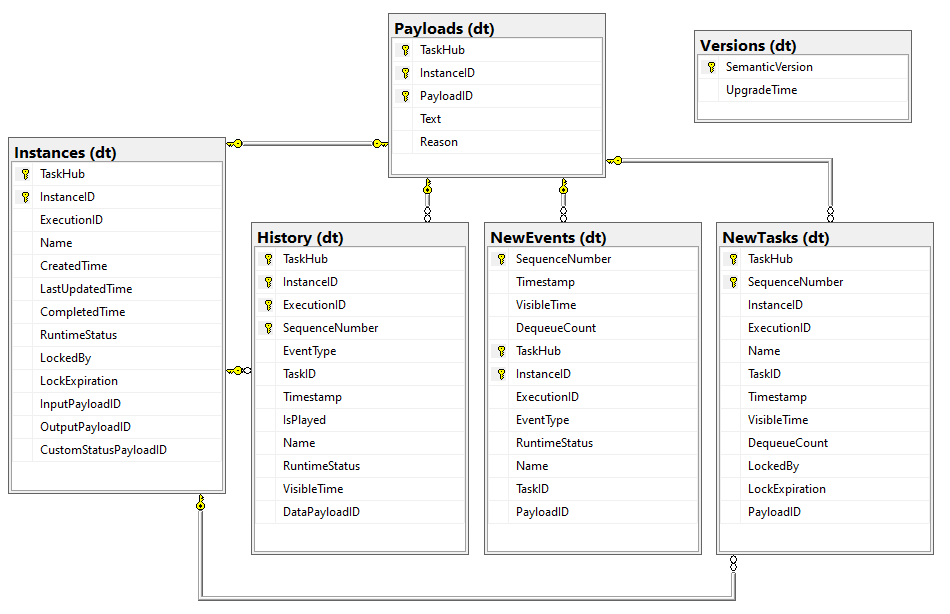 Payloads (dt)
TaskHub
InstanceID
PayloadID
Text
Reason
Versions (dt)
SemanticVersion
UpgradeTime
Instances (dt)
TaskHub
InstanceID
ExecutionID
Name
CreatedTime
LastUpdatedTime
CompletedTime
RuntimeStatus
LockedBy
LockExpiration
InputPayloadID
OutputPayloadID
CustomStatusPayloadID
History (dt)
TaskHub
InstanceID
ExecutionID
SequenceNumber
EventType
TaskID
Timestamp
IsPlayed
Name
RuntimeStatus
VisibleTime
DataPayloadID
NewEvents (dt)
SequenceNumber
Timestamp
VisibleTime
DequeueCount
TaskHub
InstanceID
ExecutionID
EventType
RuntimeStatus
Name
TaskID
PayloadID
NewTasks (dt)
TaskHub
SequenceNumber
InstanceID
ExecutionID
Name
TaskID
Timestamp
VisibleTime
DequeueCount
LockedBy
LockExpiration
PayloadID